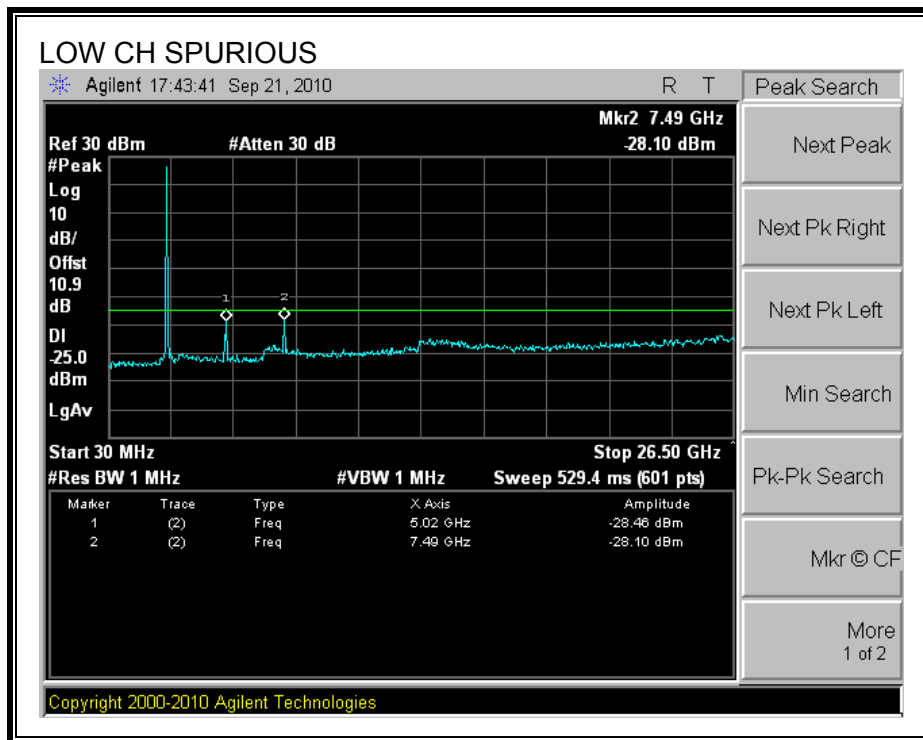 LOW CH SPURIOUS
Agilent 17:43:41 Sep 21, 2010 R T
Peak Search
Mkr2 7.49 GHz
Ref 30 dBm #Atten 30 dB -28.10 dBm
Next Peak
#Peak
Log
10
dB/
Offst
10.9
dB
DI
-25.0
dBm
LgAv
1 2
Next Pk Right
Next Pk Left
Min Search
Start 30 MHz Stop 26.50 GHz
#Res BW 1 MHz #VBW 1 MHz Sweep 529.4 ms (601 pts)
Pk-Pk Search
Marker Trace Type X Axis Amplitude
1 (2) Freq 5.02 GHz -28.46 dBm
2 (2) Freq 7.49 GHz -28.10 dBm
Mkr © CF
More
1 of 2
Copyright 2000-2010 Agilent Technologies